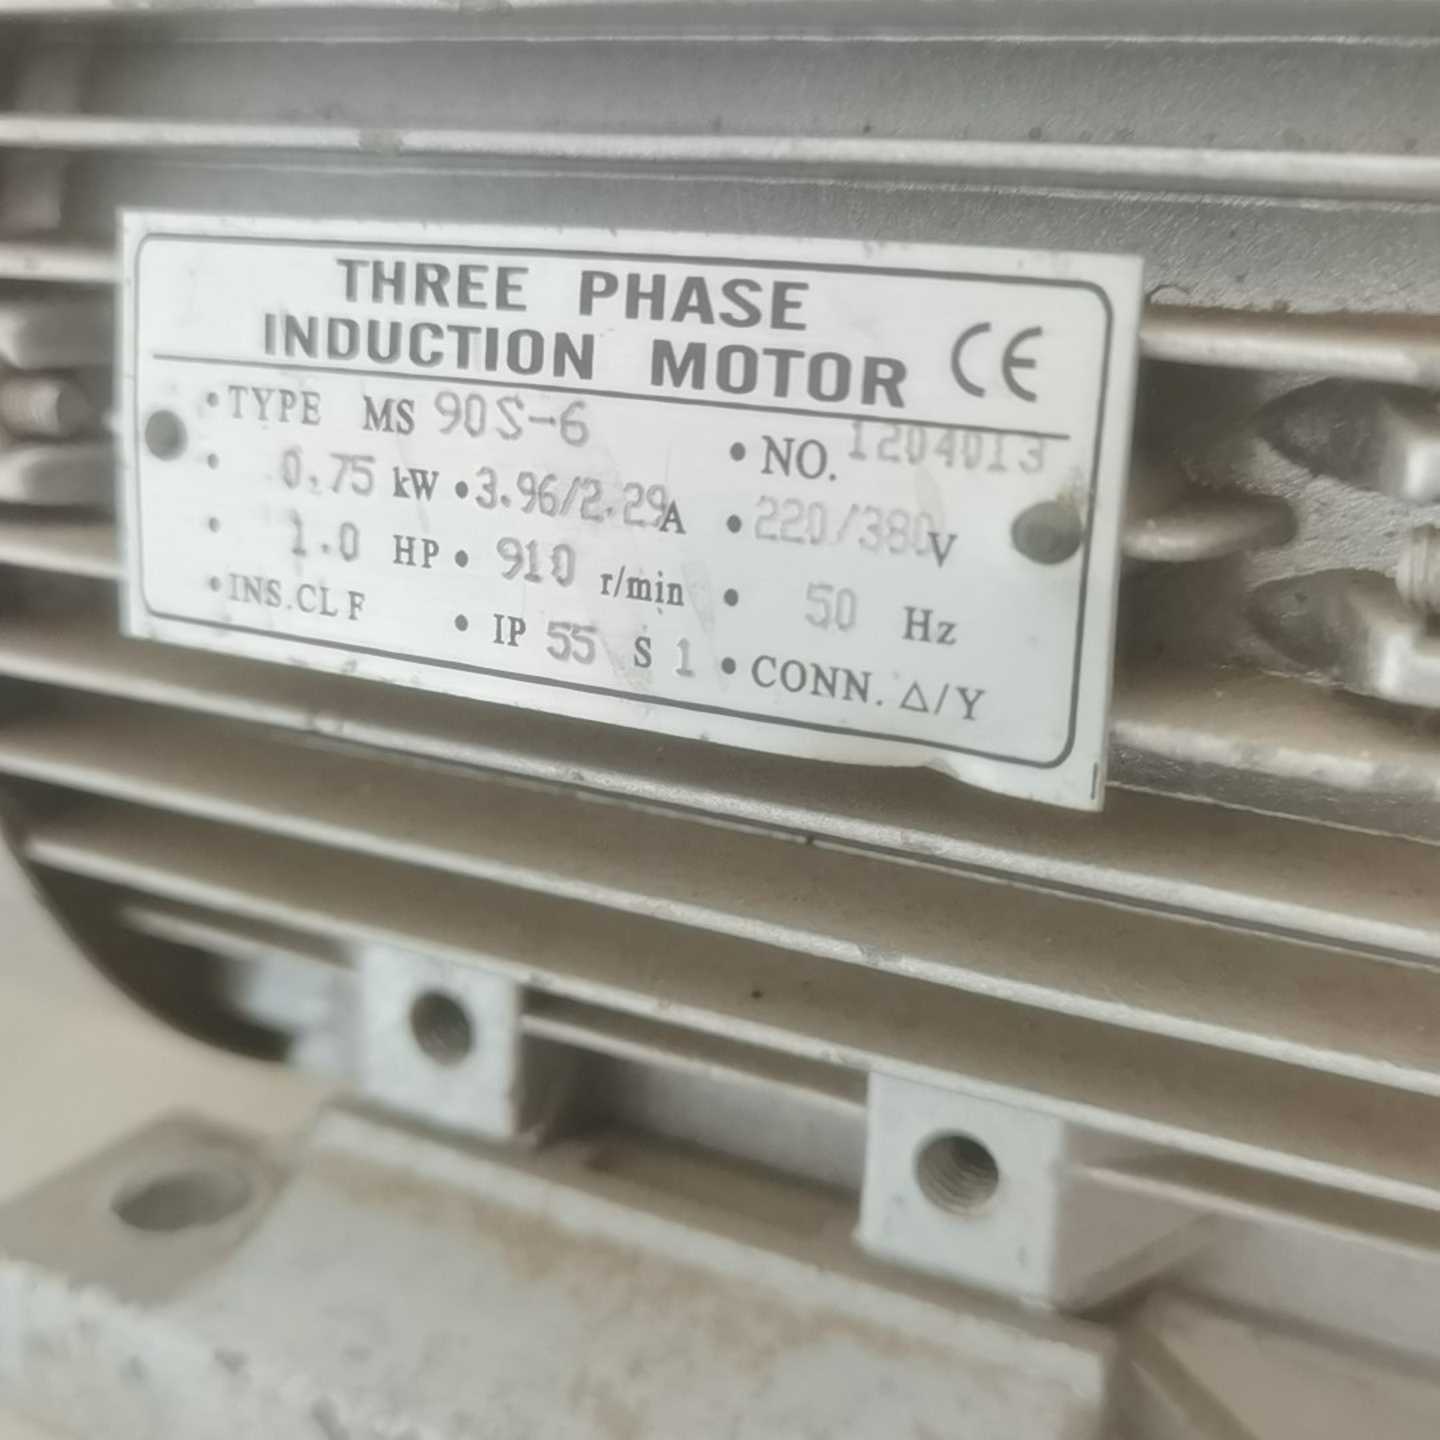 THREE PHASE
INDUCTION MOTOR CE
•TYPE MS 90S-6 •NO. 1204013
• 0.75 kW •3.96/2.29A •220/380V
• 1.0 HP • 910 r/min • 50 Hz
•INS.CL F • IP 55 S 1 •CONN. △/Y